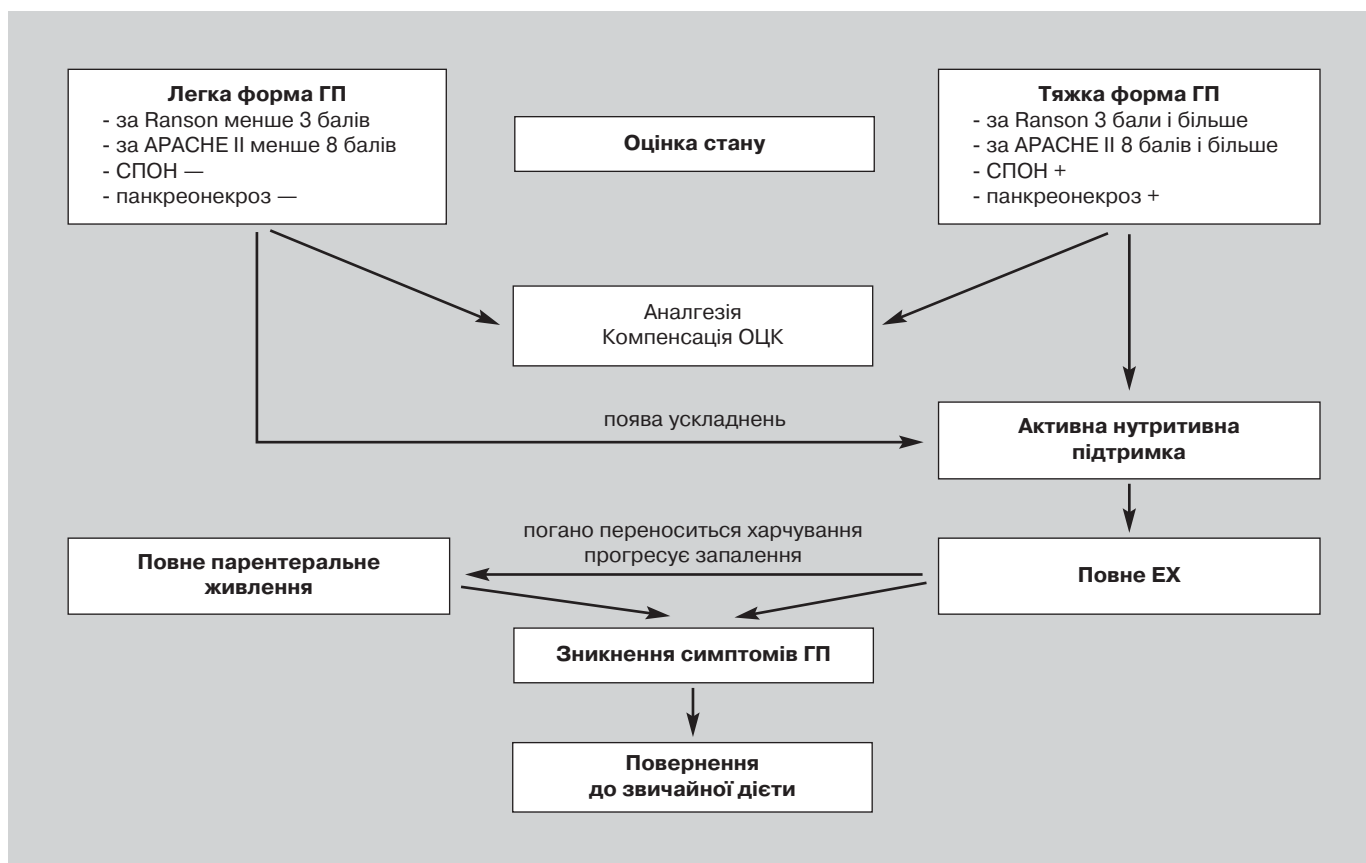 Легка форма ГП
- за Ranson менше 3 балів
- за APACHE II менше 8 балів
- СПОН —
- панкреонекроз —
Оцінка стану
Тяжка форма ГП
- за Ranson 3 бали і більше
- за APACHE II 8 балів і більше
- СПОН +
- панкреонекроз +
Аналгезія
Компенсація ОЦК
поява ускладнень
Активна нутритивна
підтримка
погано переноситься харчування
прогресує запалення
Повне парентеральне
живлення
Повне ЕХ
Зникнення симптомів ГП
Повернення
до звичайної дієти